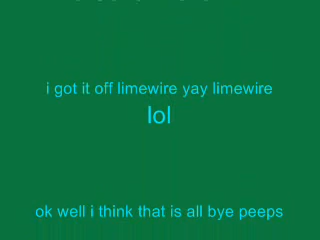 i got it off limewire yay limewire
lol
ok well i think that is all bye peeps